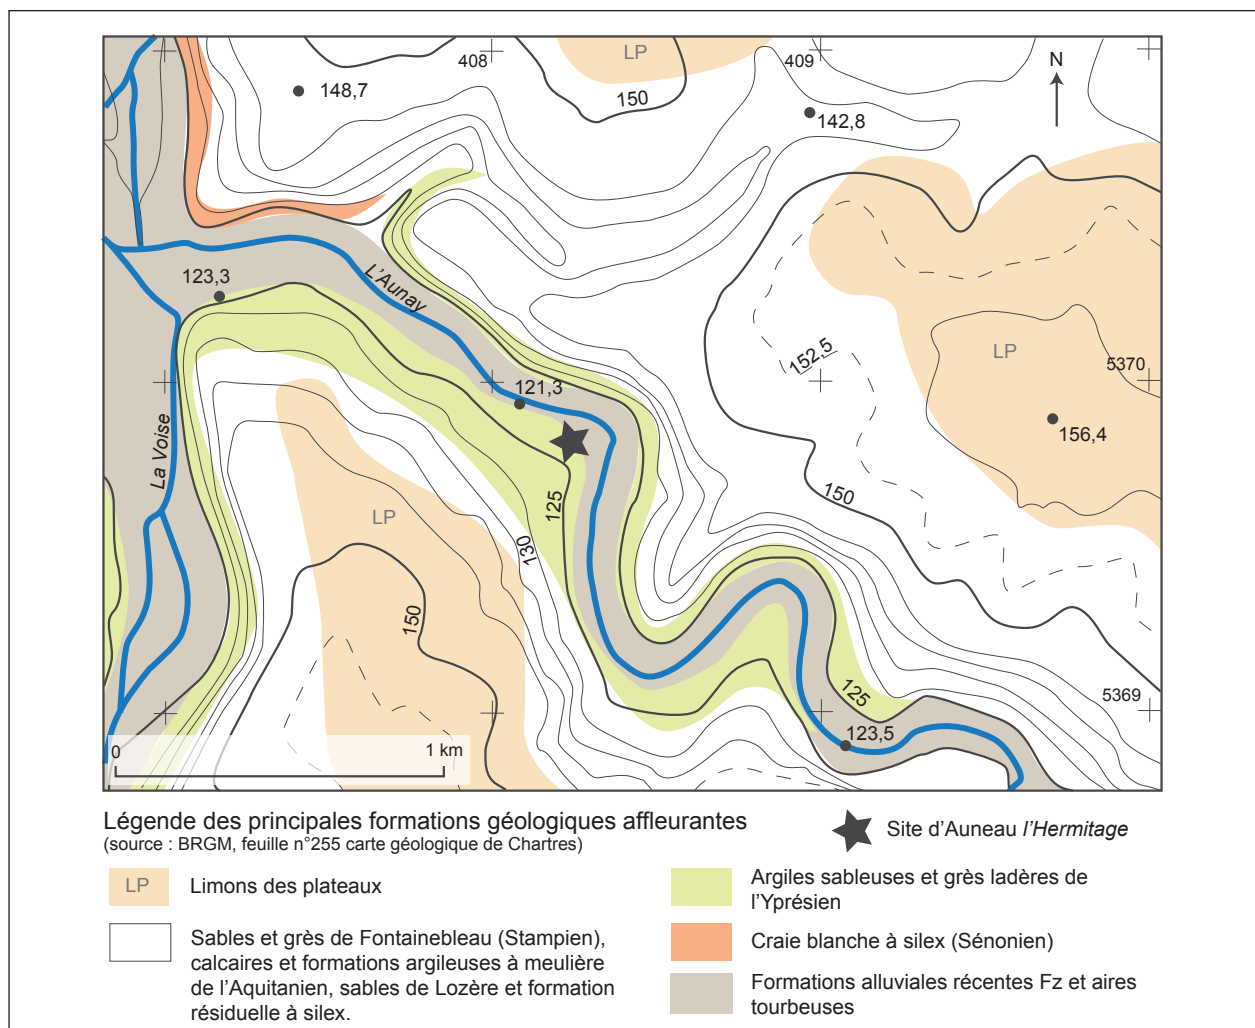 LP
408
409
N
148,7
150
142,8
123,3
L'Aunay
152,5
LP
5370
121,3
156,4
La Voise
125
LP
150
130
150
125
5369
123,5
0 1 km
Légende des principales formations géologiques affleurantes
(source : BRGM, feuille n°255 carte géologique de Chartres)
Site d'Auneau l'Hermitage
LP Limons des plateaux
Sables et grès de Fontainebleau (Stampien),
calcaires et formations argileuses à meulière
de l'Aquitanien, sables de Lozère et formation
résiduelle à silex.
Argiles sableuses et grès ladères de
l'Yprésien
Craie blanche à silex (Sénonien)
Formations alluviales récentes Fz et aires
tourbeuses